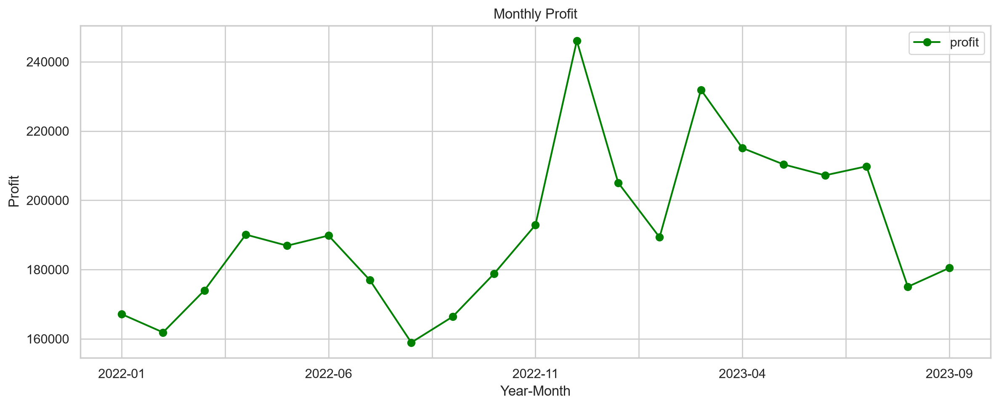 Monthly Profit
profit
240000
220000
200000
180000
160000
Profit
2022-01
2022-06
2022-11
2023-04
2023-09
Year-Month